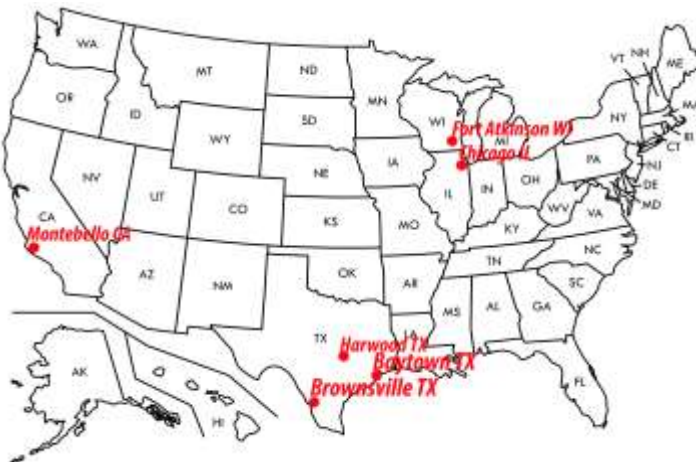 WA
MT
ND
MN
VT
NH
ME
OR
ID
SD
WI
Fort Atkinson WI
MI
NY
WY
Chicago IL
RI
CT
IA
PA
NJ
NE
NV
IL
IN
OH
DE
UT
MD
CO
WV
VA
CA
KS
MO
KY
Montebello CA
NC
TN
AZ
NM
OK
AR
SC
MS
AL
GA
TX
Harwood TX
Baytown TX
AK
Brownsville TX
FL
HI